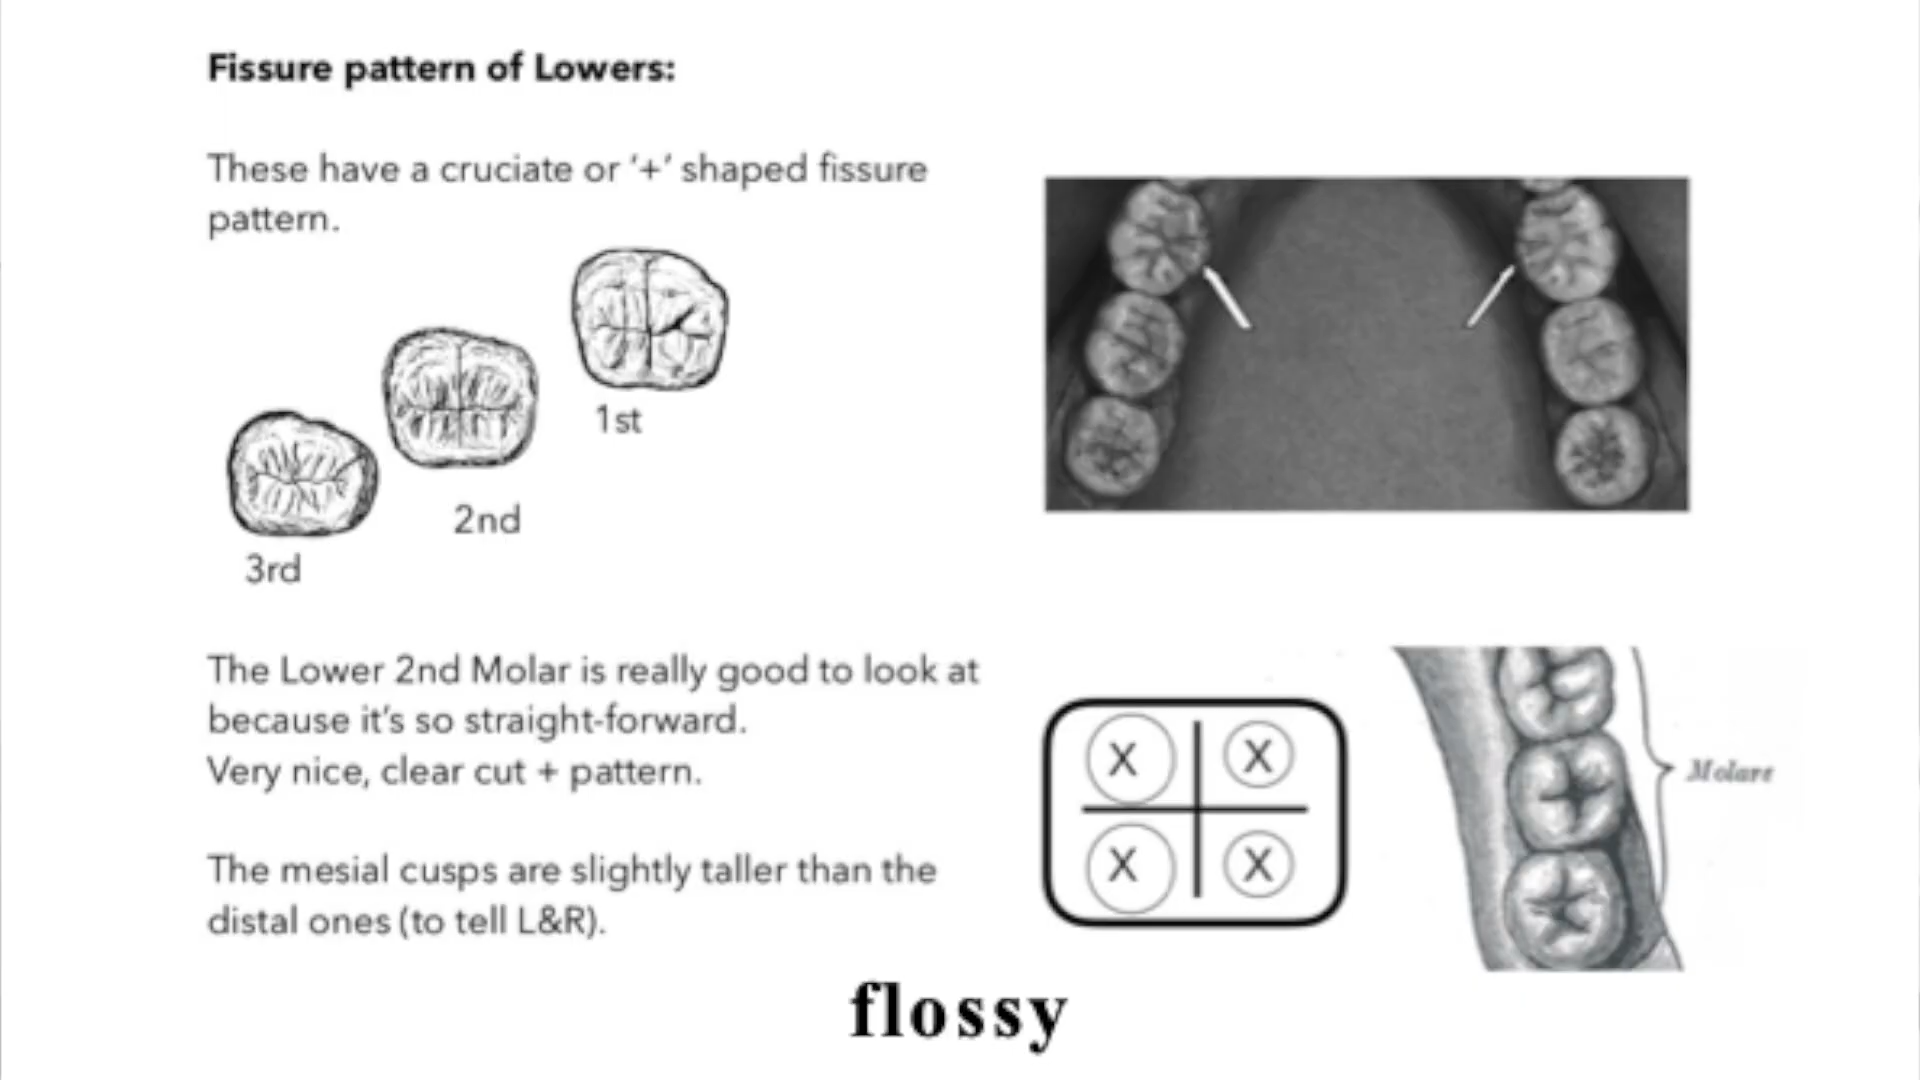 Fissure pattern of Lowers:
These have a cruciate or ‘+’ shaped fissure
pattern.
1st
2nd
3rd
The Lower 2nd Molar is really good to look at
because it’s so straight-forward.
Very nice, clear cut + pattern.
The mesial cusps are slightly taller than the
distal ones (to tell L&R).
X X
X X
Molare
flossy